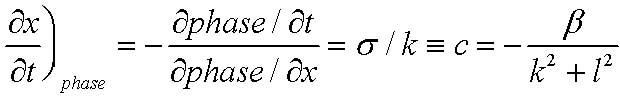 ∂x/∂t)_phase = −(∂phase / ∂t)/(∂phase / ∂x) = σ / k ≡ c = −β/(k² + l²)